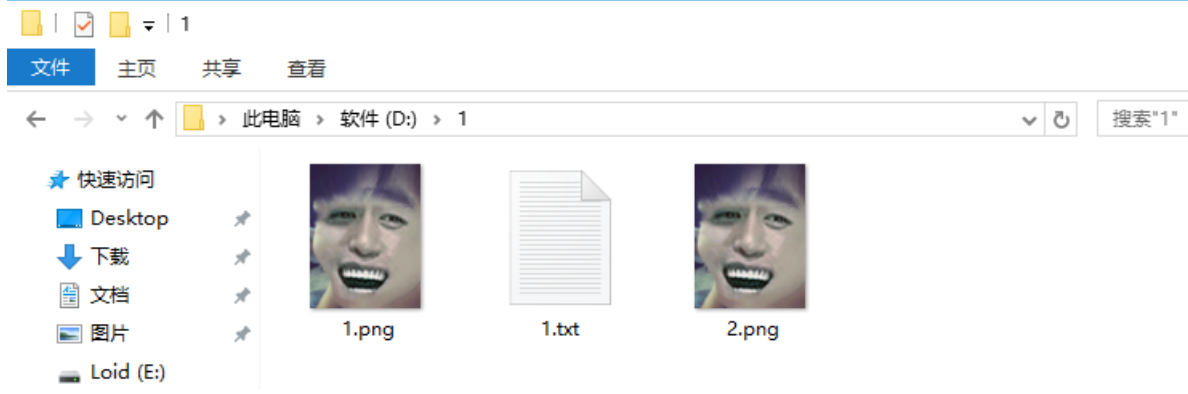 1
文件 主页 共享 查看
此电脑 软件 (D:) 1 搜索"1"
快速访问
Desktop
下载
文档
图片
Loid (E:)
1.png 1.txt 2.png